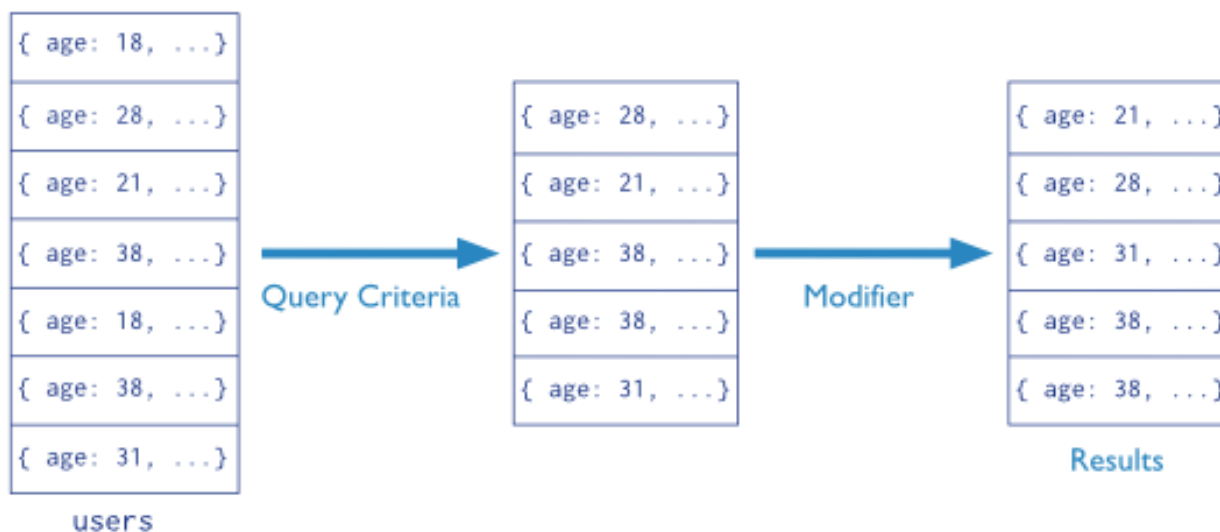 { age: 18, ...}
{ age: 28, ...}
{ age: 21, ...}
{ age: 38, ...}
{ age: 18, ...}
{ age: 38, ...}
{ age: 31, ...}
users
Query Criteria
{ age: 28, ...}
{ age: 21, ...}
{ age: 38, ...}
{ age: 38, ...}
{ age: 31, ...}
Modifier
{ age: 21, ...}
{ age: 28, ...}
{ age: 31, ...}
{ age: 38, ...}
{ age: 38, ...}
Results